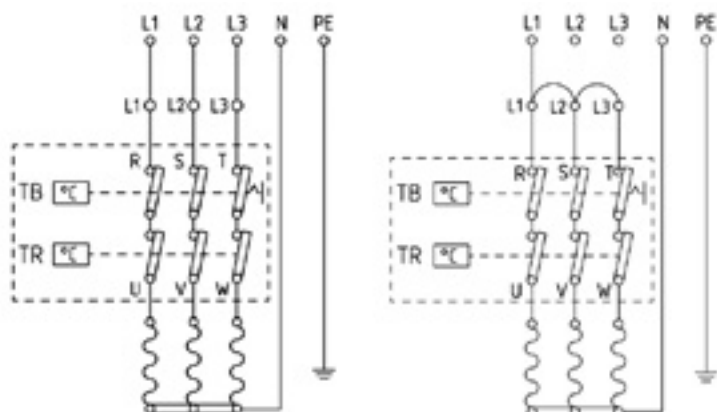 L1 L2 L3 N PE
L1 L2 L3
R S T
TB °C
TR °C
U V W
L1 L2 L3 N PE
L1 L2 L3
R S T
TB °C
TR °C
U V W